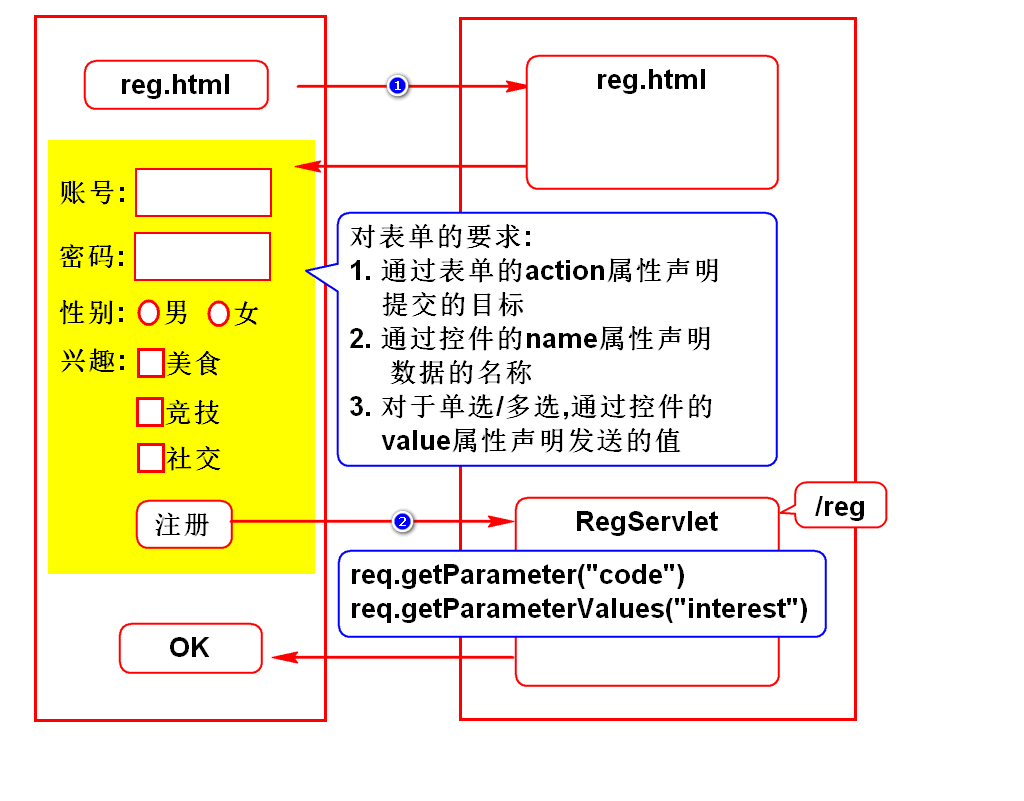 reg.html
1
reg.html
账号:
密码:
性别: 男 女
兴趣: 美食
竞技
社交
注册
对表单的要求:
1. 通过表单的action属性声明
提交的目标
2. 通过控件的name属性声明
数据的名称
3. 对于单选/多选,通过控件的
value属性声明发送的值
2
RegServlet
/reg
req.getParameter("code")
req.getParameterValues("interest")
OK